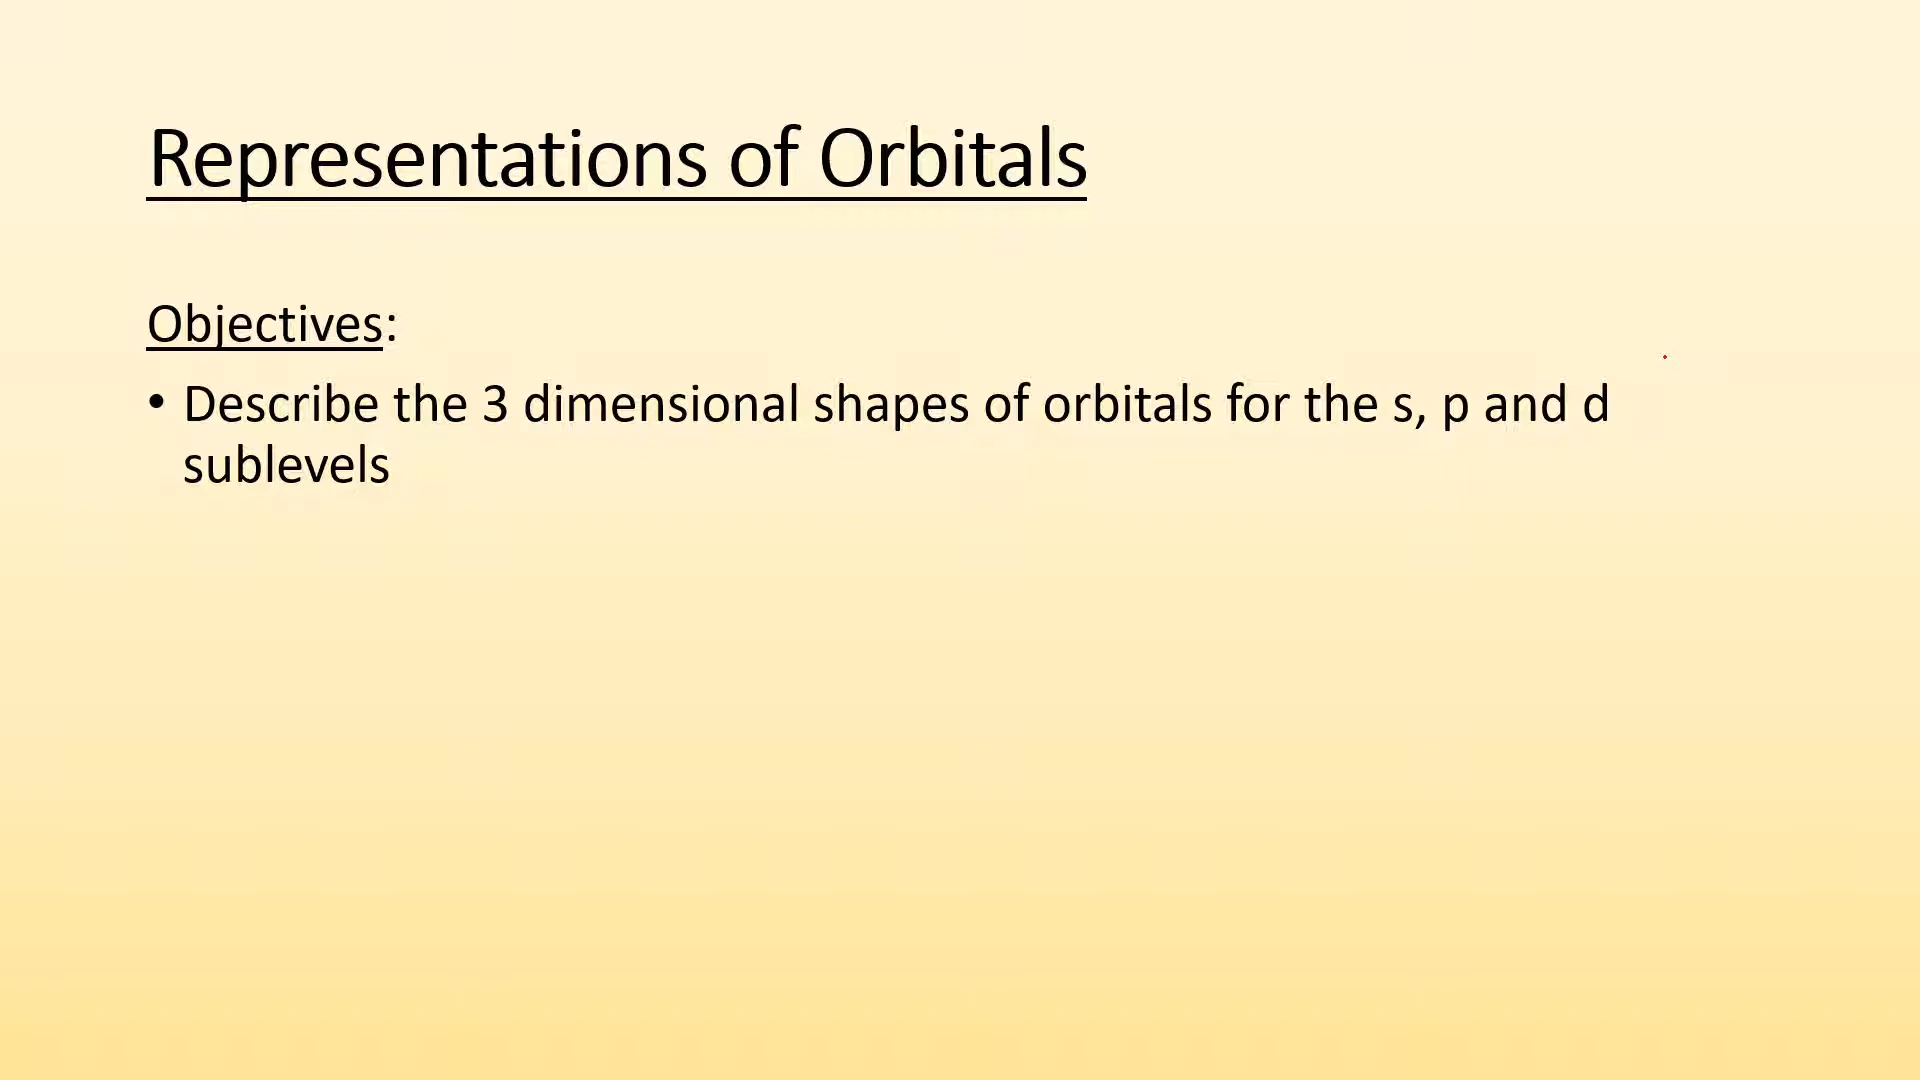 Representations of Orbitals
Objectives:
• Describe the 3 dimensional shapes of orbitals for the s, p and d
sublevels